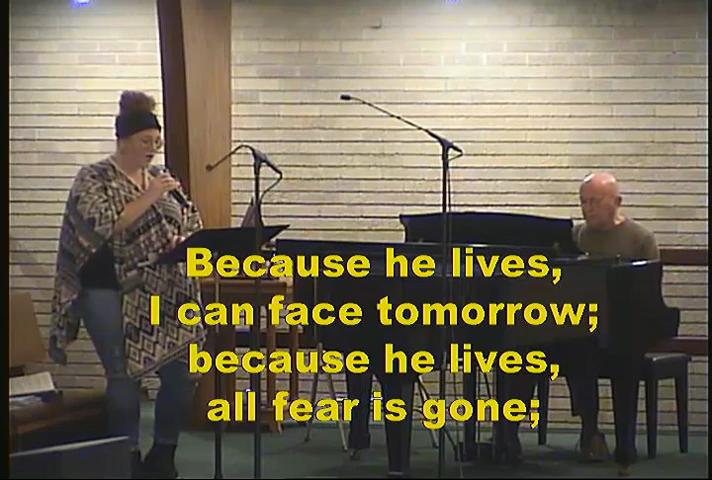 Because he lives,
I can face tomorrow;
because he lives,
all fear is gone;